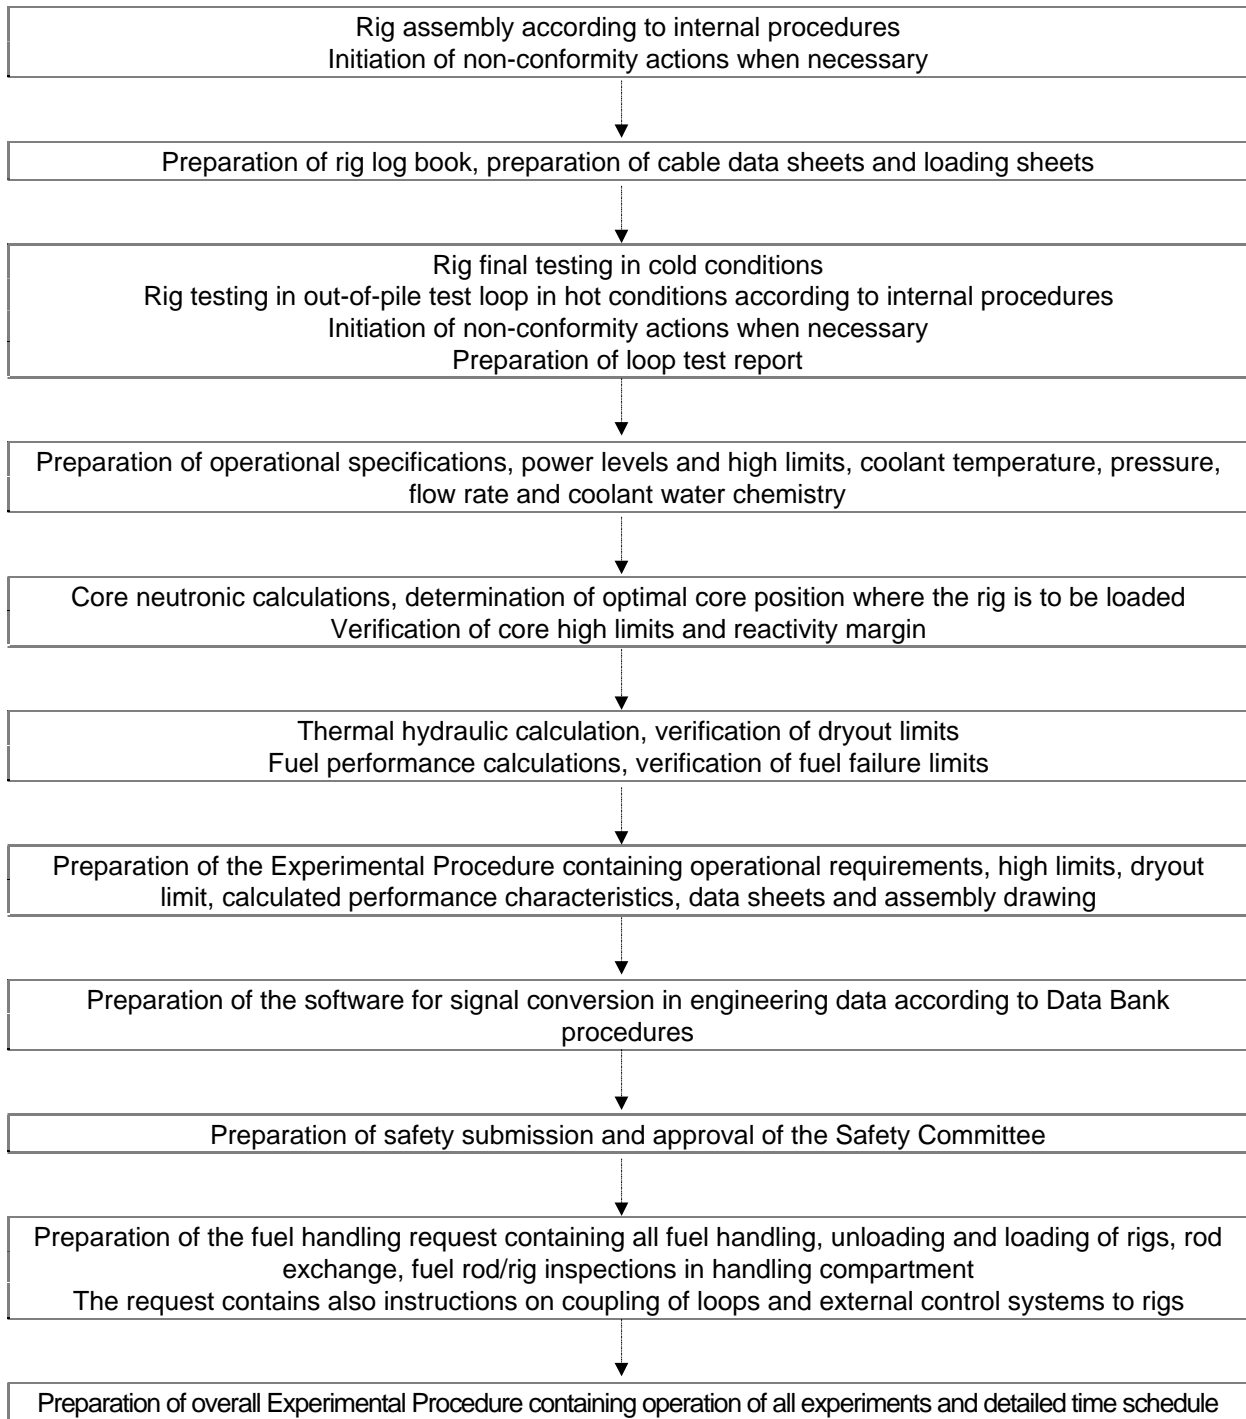 Rig assembly according to internal procedures
Initiation of non-conformity actions when necessary
Preparation of rig log book, preparation of cable data sheets and loading sheets
Rig final testing in cold conditions
Rig testing in out-of-pile test loop in hot conditions according to internal procedures
Initiation of non-conformity actions when necessary
Preparation of loop test report
Preparation of operational specifications, power levels and high limits, coolant temperature, pressure,
flow rate and coolant water chemistry
Core neutronic calculations, determination of optimal core position where the rig is to be loaded
Verification of core high limits and reactivity margin
Thermal hydraulic calculation, verification of dryout limits
Fuel performance calculations, verification of fuel failure limits
Preparation of the Experimental Procedure containing operational requirements, high limits, dryout
limit, calculated performance characteristics, data sheets and assembly drawing
Preparation of the software for signal conversion in engineering data according to Data Bank
procedures
Preparation of safety submission and approval of the Safety Committee
Preparation of the fuel handling request containing all fuel handling, unloading and loading of rigs, rod
exchange, fuel rod/rig inspections in handling compartment
The request contains also instructions on coupling of loops and external control systems to rigs
Preparation of overall Experimental Procedure containing operation of all experiments and detailed time schedule